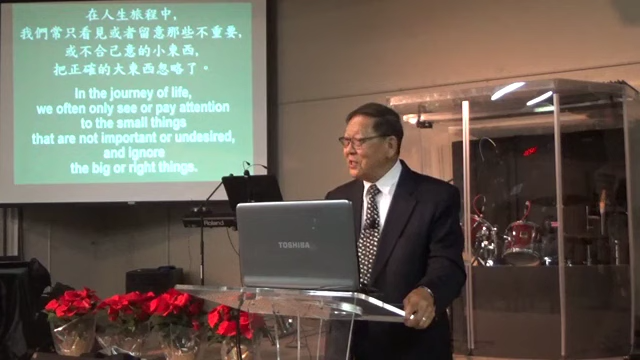 在人生旅程中,
我們常只看見或者留意那些不重要,
或不合己意的小東西,
把正確的大東西忽略了。
In the journey of life,
we often only see or pay attention
to the small things
that are not important or undesired,
and Ignore
the big or right things.
Roland
TOSHIBA